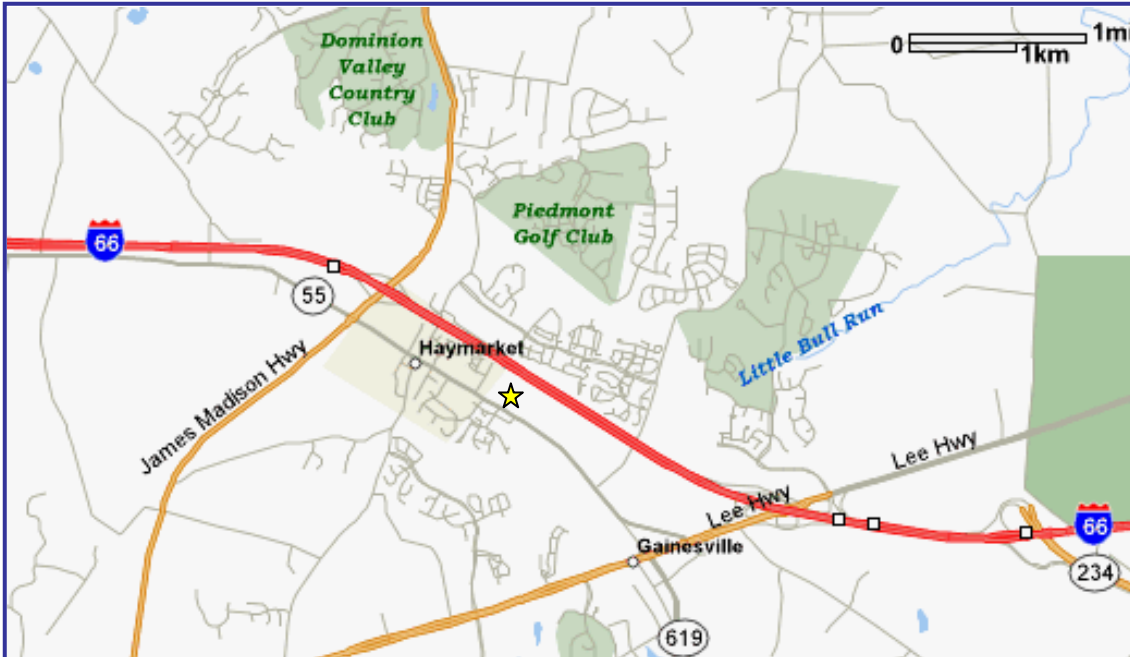 Dominion
Valley
Country
Club
0
1mi
1km
Piedmont
Golf Club
66
55
Haymarket
James Madison Hwy
Little Bull Run
Lee Hwy
Lee Hwy
66
Gainesville
234
619